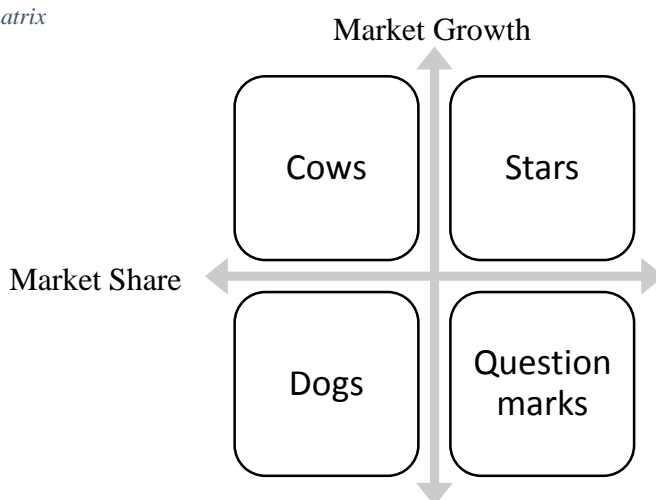 atrix
Market Growth
Cows
Stars
Market Share
Dogs
Question
marks